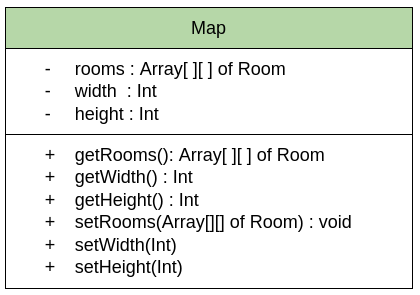 Map
- rooms : Array[ ][ ] of Room
- width : Int
- height : Int
+ getRooms(): Array[ ][ ] of Room
+ getWidth() : Int
+ getHeight() : Int
+ setRooms(Array[][] of Room) : void
+ setWidth(Int)
+ setHeight(Int)